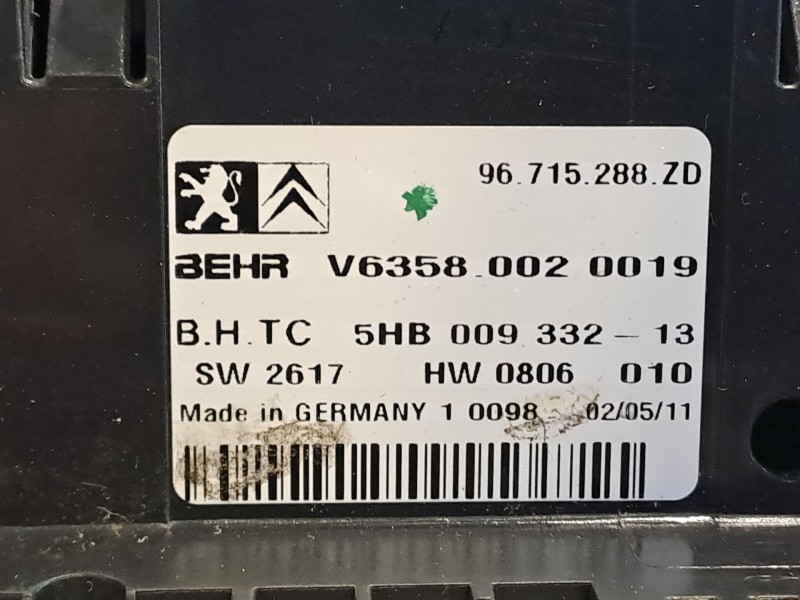 96.715.288.ZD
BEHR V6358.002 0019
B.H.TC 5HB 009 332-13
SW 2617 HW 0806 010
Made in GERMANY 1 0098 02/05/11